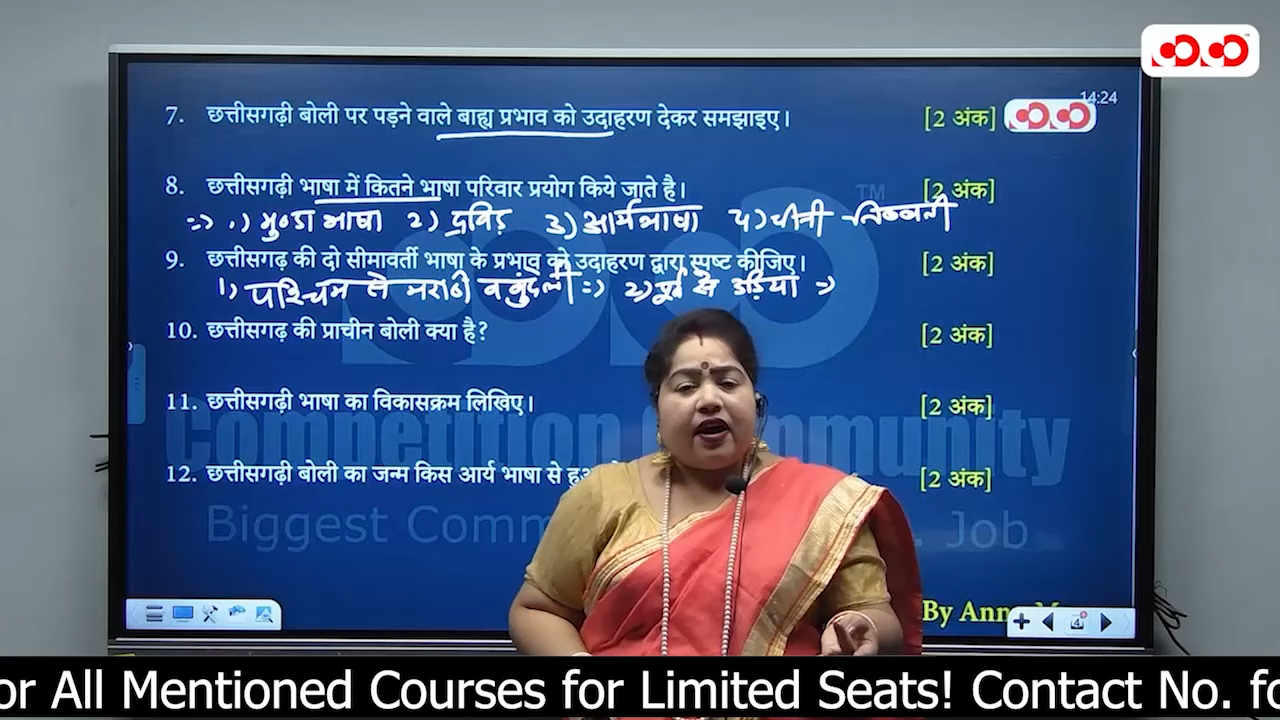 14:24
7. छत्तीसगढ़ी बोली पर पड़ने वाले बाह्य प्रभाव को उदाहरण देकर समझाइए। [2 अंक]
8. छत्तीसगढ़ी भाषा में कितने भाषा परिवार प्रयोग किये जाते है। [2 अंक]
=> 1) मुण्डा भाषा 2) द्रविड़ 3) आर्य भाषा 4) चीनी तिब्बती
9. छत्तीसगढ़ की दो सीमावर्ती भाषा के प्रभाव को उदाहरण द्वारा स्पष्ट कीजिए। [2 अंक]
1) पश्चिम से मराठी व बुंदेली => 2) पूर्व से उड़िया =>
10. छत्तीसगढ़ की प्राचीन बोली क्या है? [2 अंक]
11. छत्तीसगढ़ी भाषा का विकासक्रम लिखिए। [2 अंक]
Competition Community
12. छत्तीसगढ़ी बोली का जन्म किस आर्य भाषा से [2 अंक]
Biggest Comm Job
By
or All Mentioned Courses for Limited Seats! Contact No. fo